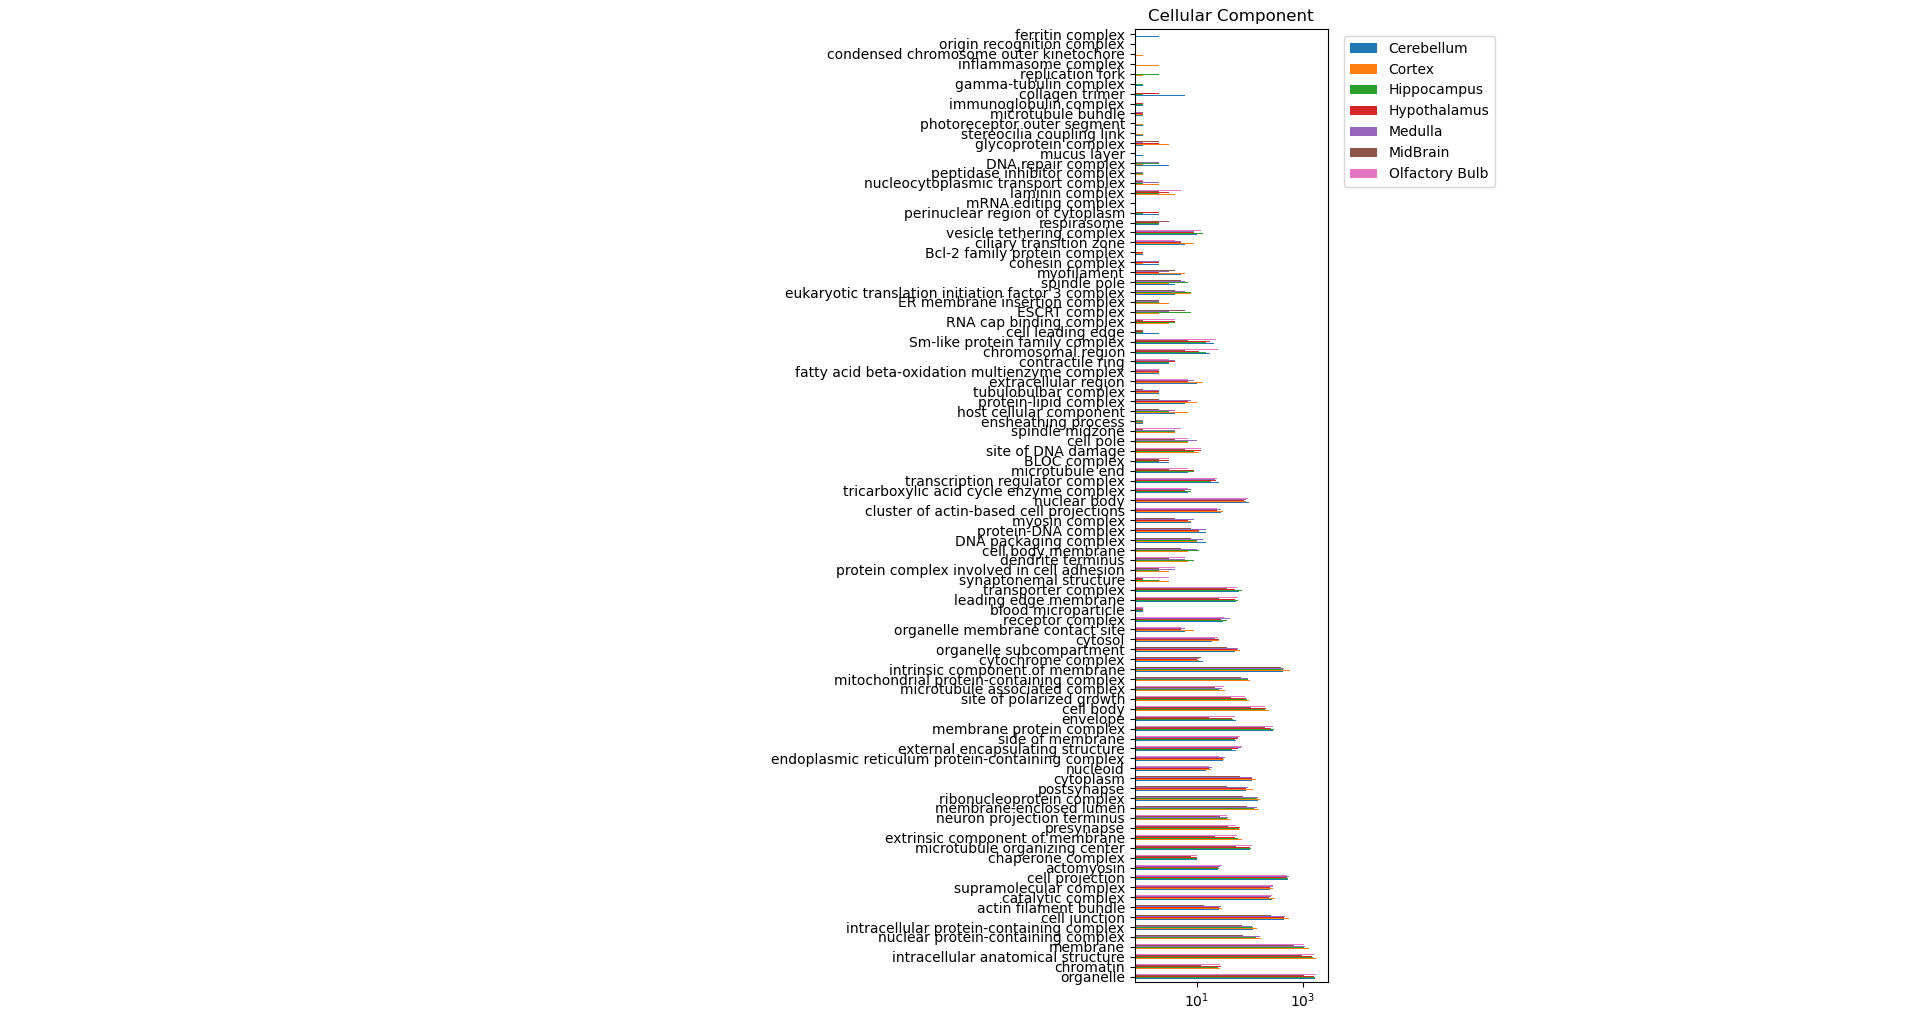 Cellular Component
ferritin complex
origin recognition complex
condensed chromosome outer kinetochore
inflammasome complex
replication fork
gamma-tubulin complex
collagen trimer
immunoglobulin complex
microtubule bundle
photoreceptor outer segment
stereocilia coupling link
glycoprotein complex
mucus layer
DNA repair complex
peptidase inhibitor complex
nucleocytoplasmic transport complex
laminin complex
mRNA editing complex
perinuclear region of cytoplasm
respirasome
vesicle tethering complex
ciliary transition zone
Bcl-2 family protein complex
cohesin complex
myofilament
spindle pole
eukaryotic translation initiation factor 3 complex
ER membrane insertion complex
ESCRT complex
RNA cap binding complex
cell leading edge
Sm-like protein family complex
chromosomal region
contractile ring
fatty acid beta-oxidation multienzyme complex
extracellular region
tubulobulbar complex
protein-lipid complex
host cellular component
ensheathing process
spindle midzone
cell pole
site of DNA damage
BLOC complex
microtubule end
transcription regulator complex
tricarboxylic acid cycle enzyme complex
nuclear body
cluster of actin-based cell projections
myosin complex
protein-DNA complex
DNA packaging complex
cell body membrane
dendrite terminus
protein complex involved in cell adhesion
synaptonemal structure
transporter complex
leading edge membrane
blood microparticle
receptor complex
organelle membrane contact site
cytosol
organelle subcompartment
cytochrome complex
intrinsic component of membrane
mitochondrial protein-containing complex
microtubule associated complex
site of polarized growth
cell body
envelope
membrane protein complex
side of membrane
external encapsulating structure
endoplasmic reticulum protein-containing complex
nucleoid
cytoplasm
postsynapse
ribonucleoprotein complex
membrane-enclosed lumen
neuron projection terminus
presynapse
extrinsic component of membrane
microtubule organizing center
chaperone complex
actomyosin
cell projection
supramolecular complex
catalytic complex
actin filament bundle
cell junction
intracellular protein-containing complex
nuclear protein-containing complex
membrane
intracellular anatomical structure
chromatin
organelle
10¹ 10³
Cerebellum
Cortex
Hippocampus
Hypothalamus
Medulla
MidBrain
Olfactory Bulb